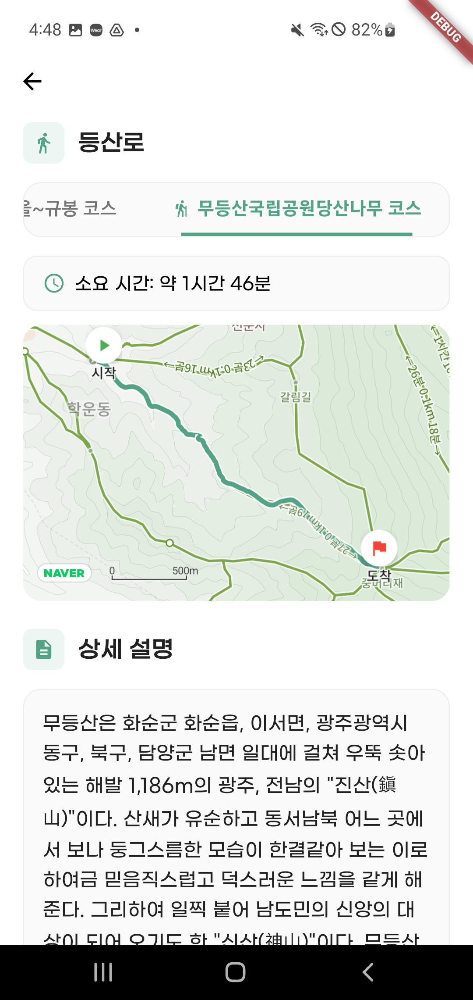 4:48
Wear
82%
DEBUG
등산로
을~규봉 코스
무등산국립공원당산나무 코스
소요 시간: 약 1시간 46분
←23분 0.1km 16분→
시작
갈림길
학운동
←26분 0.1km 18분→
←1시간
←27분 0.1km 19분→
NAVER
0
500m
도착
중머리재
상세 설명
무등산은 화순군 화순읍, 이서면, 광주광역시
동구, 북구, 담양군 남면 일대에 걸쳐 우뚝 솟아
있는 해발 1,186m의 광주, 전남의 "진산(鎭
山)"이다. 산새가 유순하고 동서남북 어느 곳에
서 보나 둥그스름한 모습이 한결같아 보는 이로
하여금 믿음직스럽고 덕스러운 느낌을 같게 해
준다. 그리하여 일찍 붙어 남도민의 신앙의 대
상이 되어 오기도 한 "신산(神山)"이다. 무등산